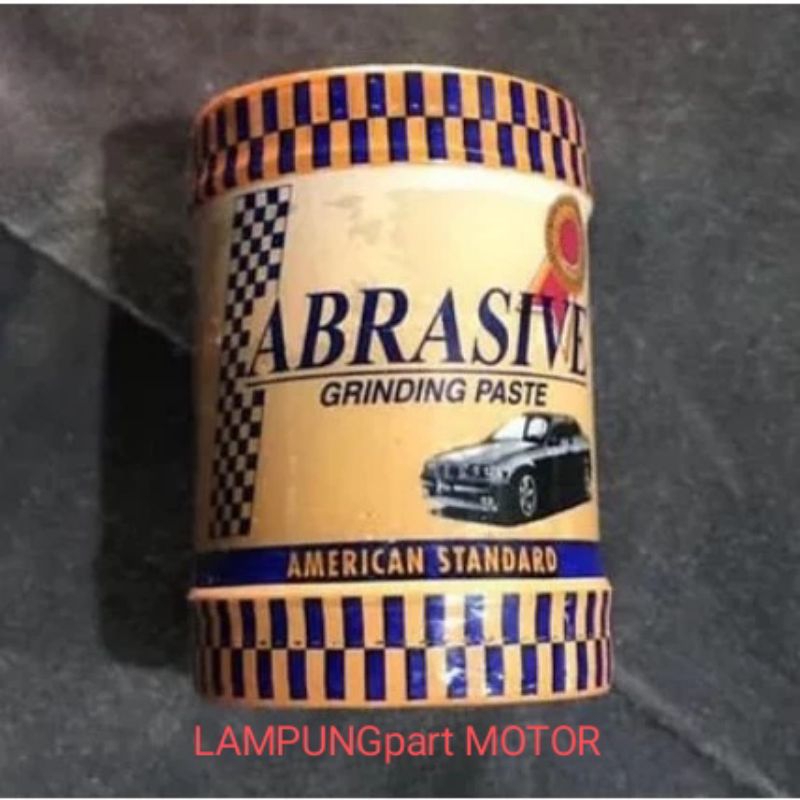 ABRASIVE
GRINDING PASTE
AMERICAN STANDARD
LAMPUNGpart MOTOR